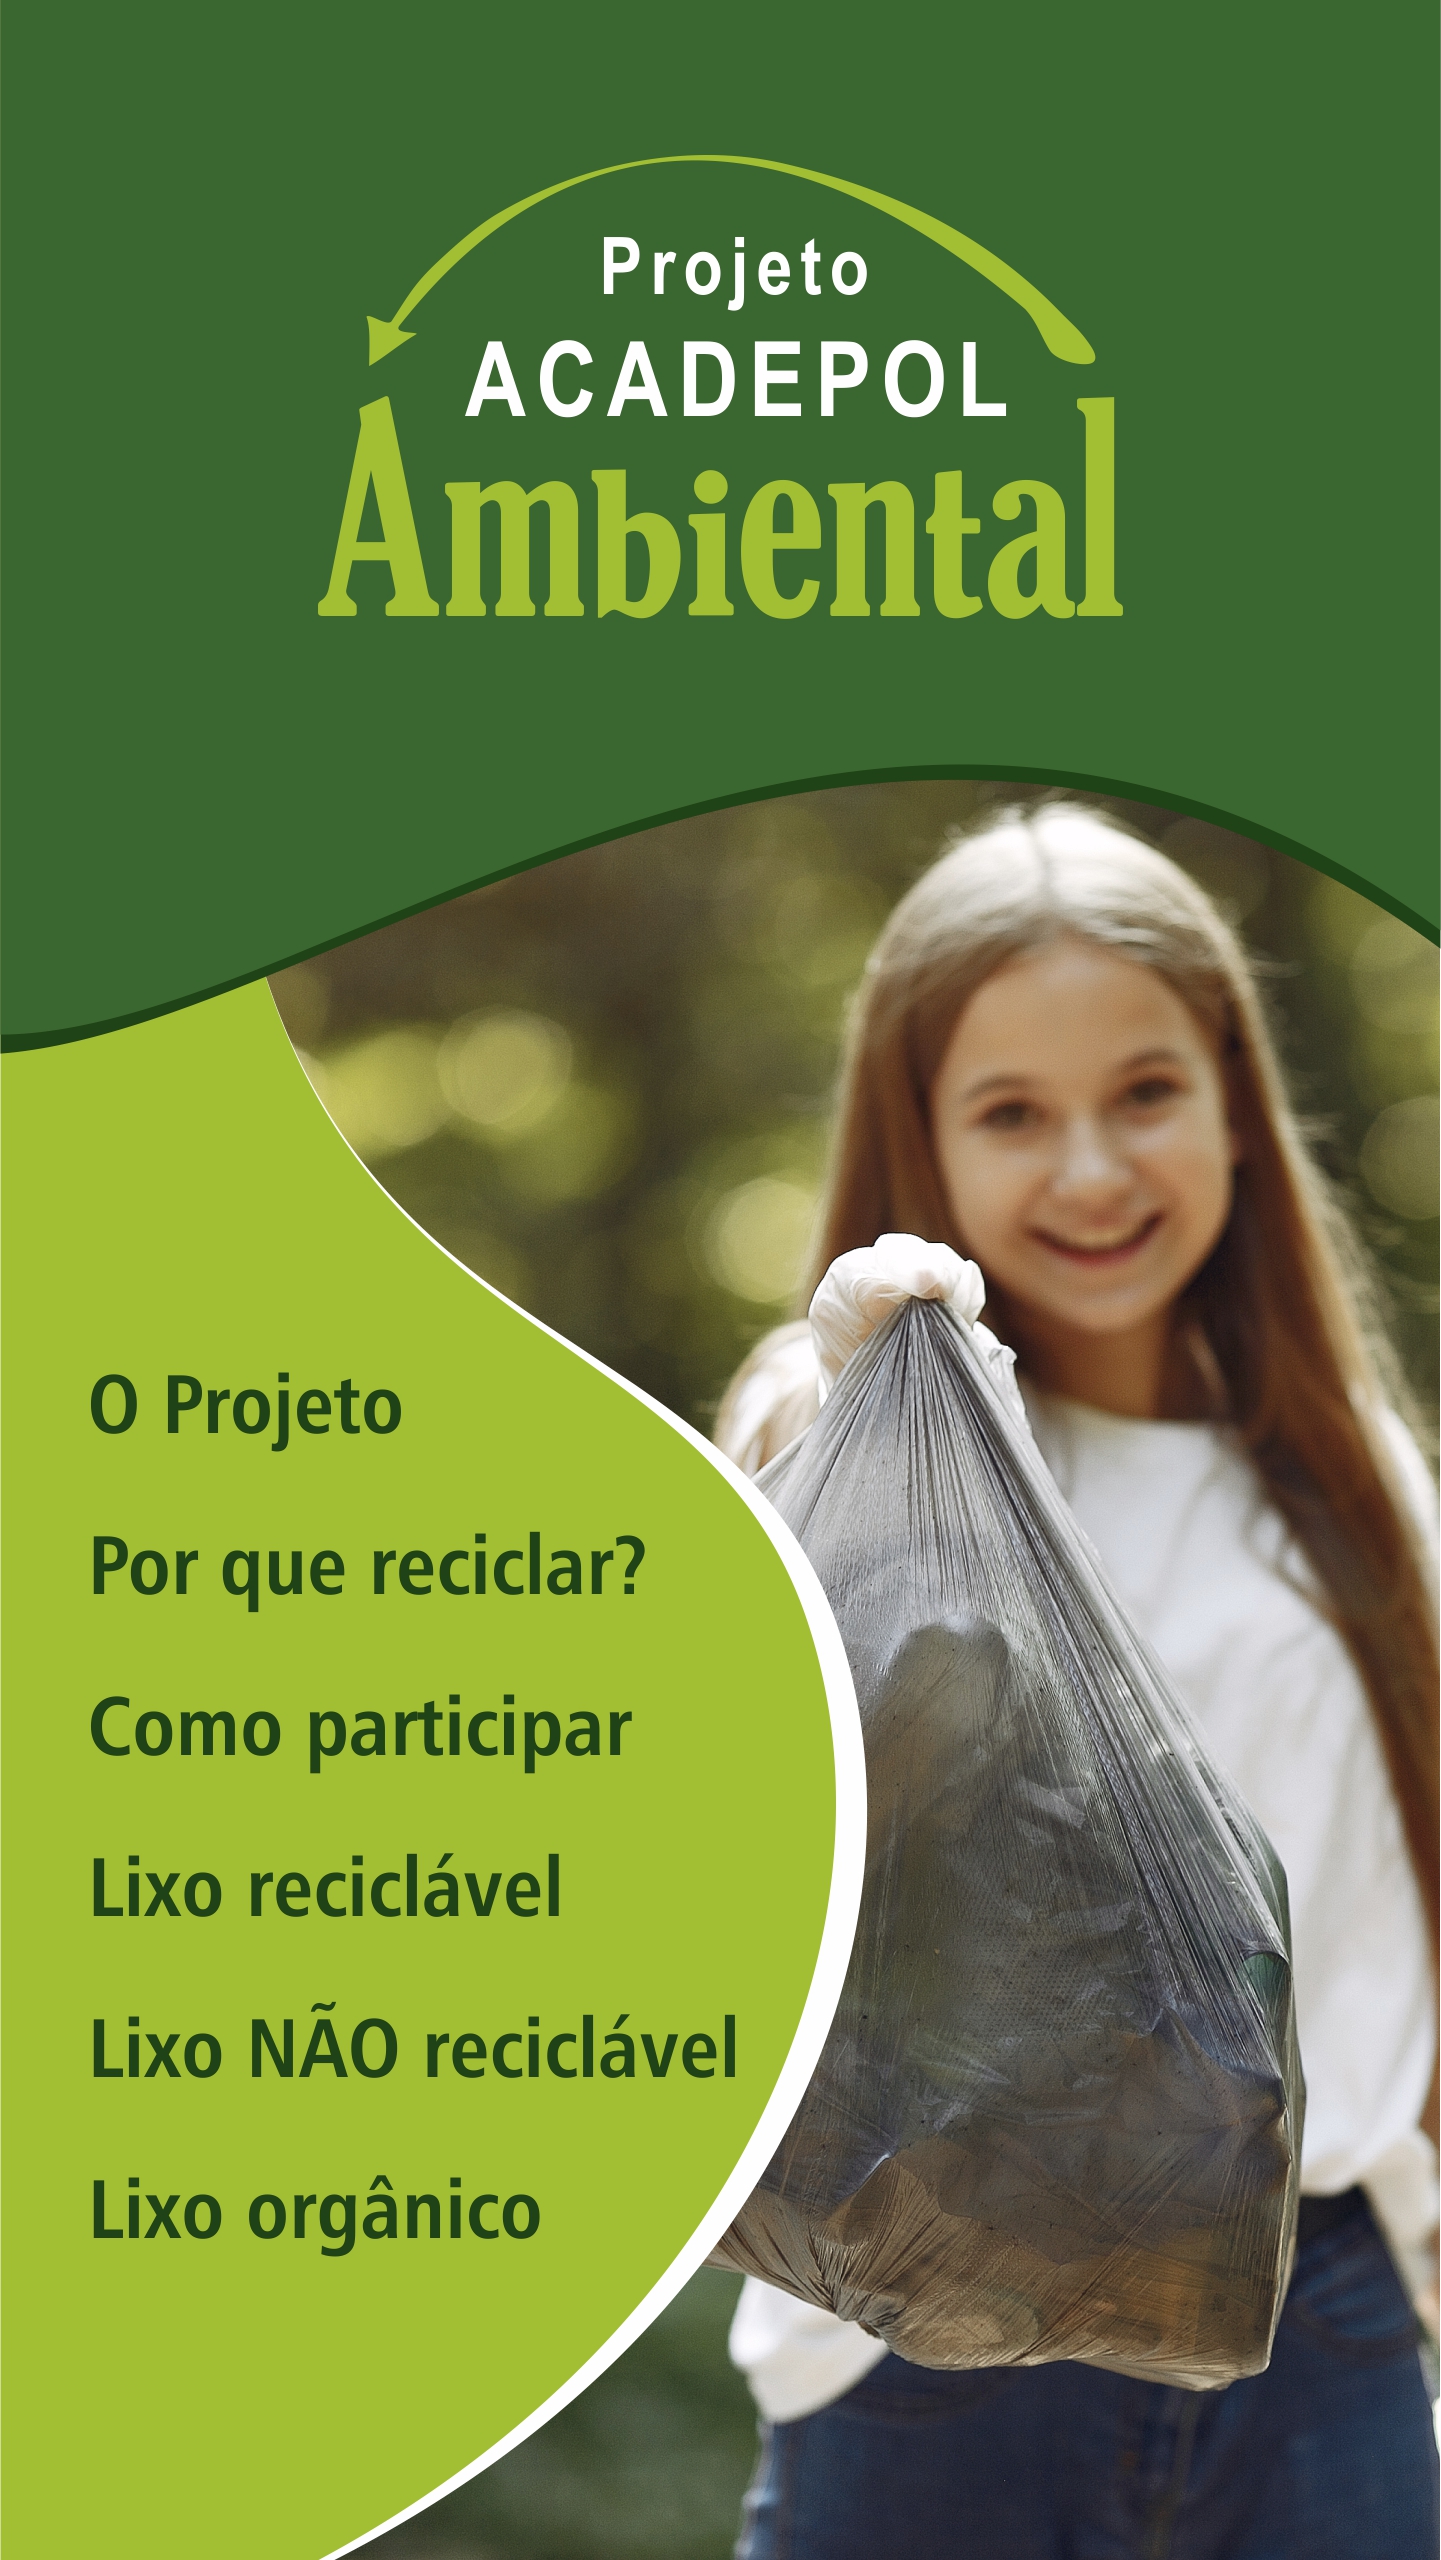 Projeto
ACADEPOL
Ambiental
O Projeto
Por que reciclar?
Como participar
Lixo reciclável
Lixo NÃO reciclável
Lixo orgânico